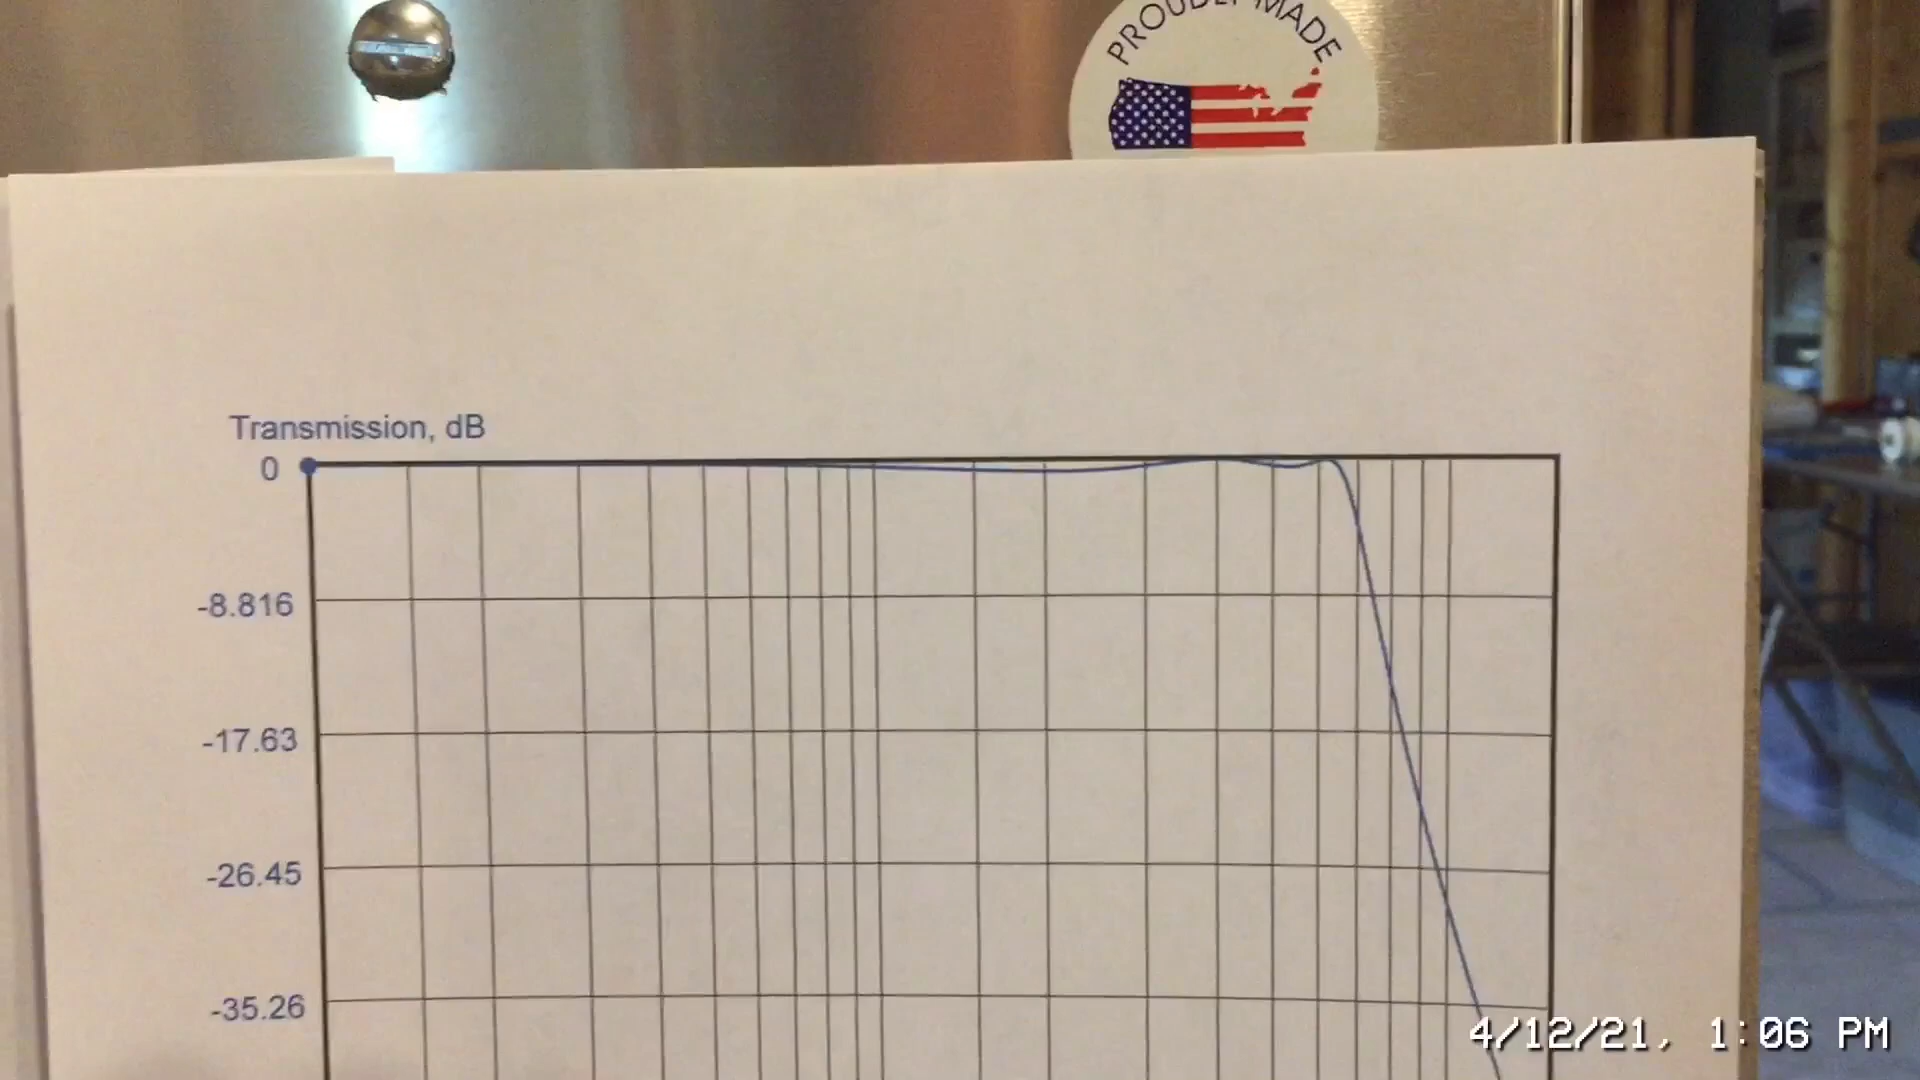 PROUDLY MADE
Transmission, dB
0
-8.816
-17.63
-26.45
-35.26
4/12/21, 1:06 PM